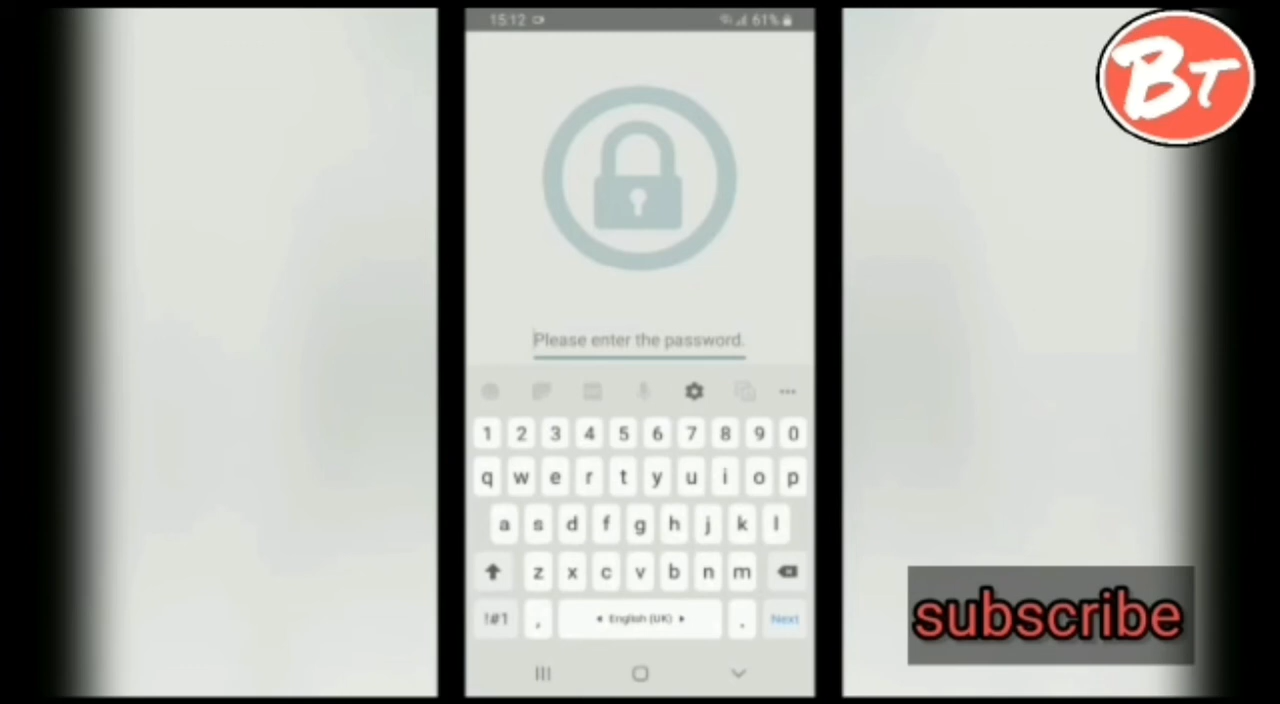 15:12
61%
BT
Please enter the password.
1 2 3 4 5 6 7 8 9 0
q w e r t y u i o p
a s d f g h j k l
z x c v b n m
!#1 , English (UK) . Next
subscribe